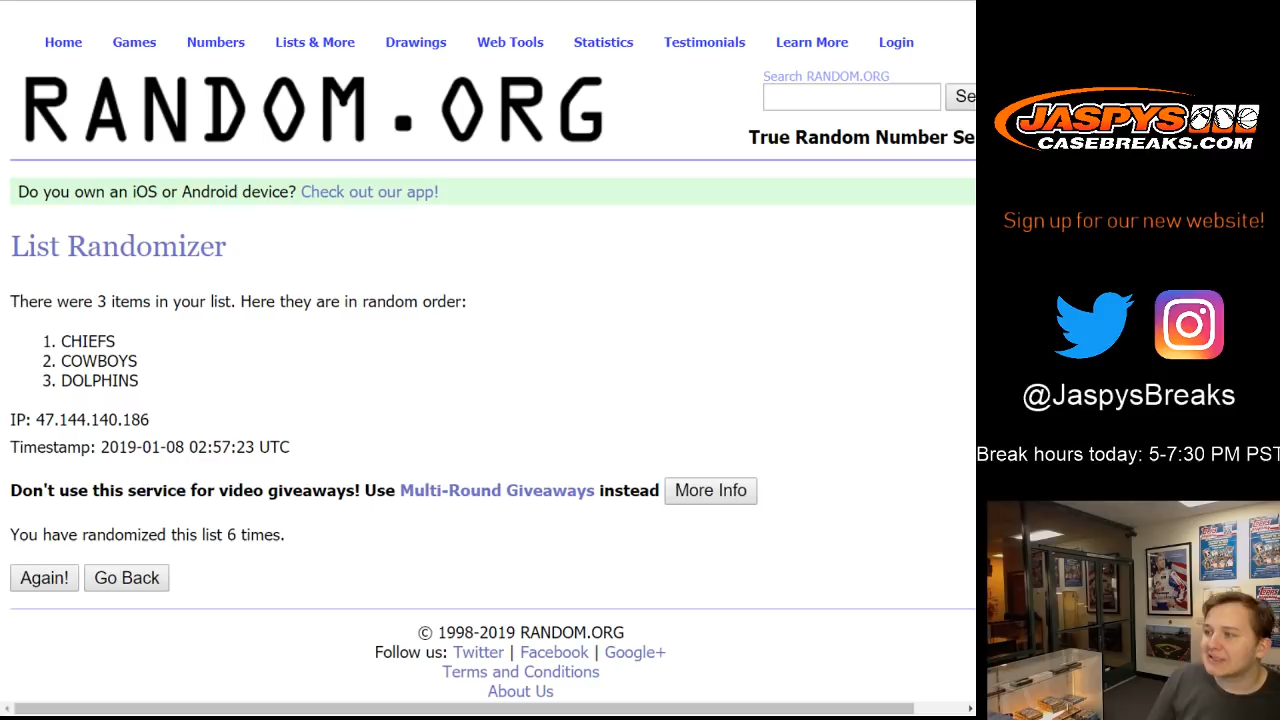 Home Games Numbers Lists & More Drawings Web Tools Statistics Testimonials Learn More Login
RANDOM.ORG
Search RANDOM.ORG
Se
True Random Number Se
Do you own an iOS or Android device? Check out our app!
List Randomizer
There were 3 items in your list. Here they are in random order:
1. CHIEFS
2. COWBOYS
3. DOLPHINS
IP: 47.144.140.186
Timestamp: 2019-01-08 02:57:23 UTC
Don't use this service for video giveaways! Use Multi-Round Giveaways instead More Info
You have randomized this list 6 times.
Again! Go Back
© 1998-2019 RANDOM.ORG
Follow us: Twitter | Facebook | Google+
Terms and Conditions
About Us
JASPYS
CASEBREAKS.COM
Sign up for our new website!
@JaspysBreaks
Break hours today: 5-7:30 PM PST